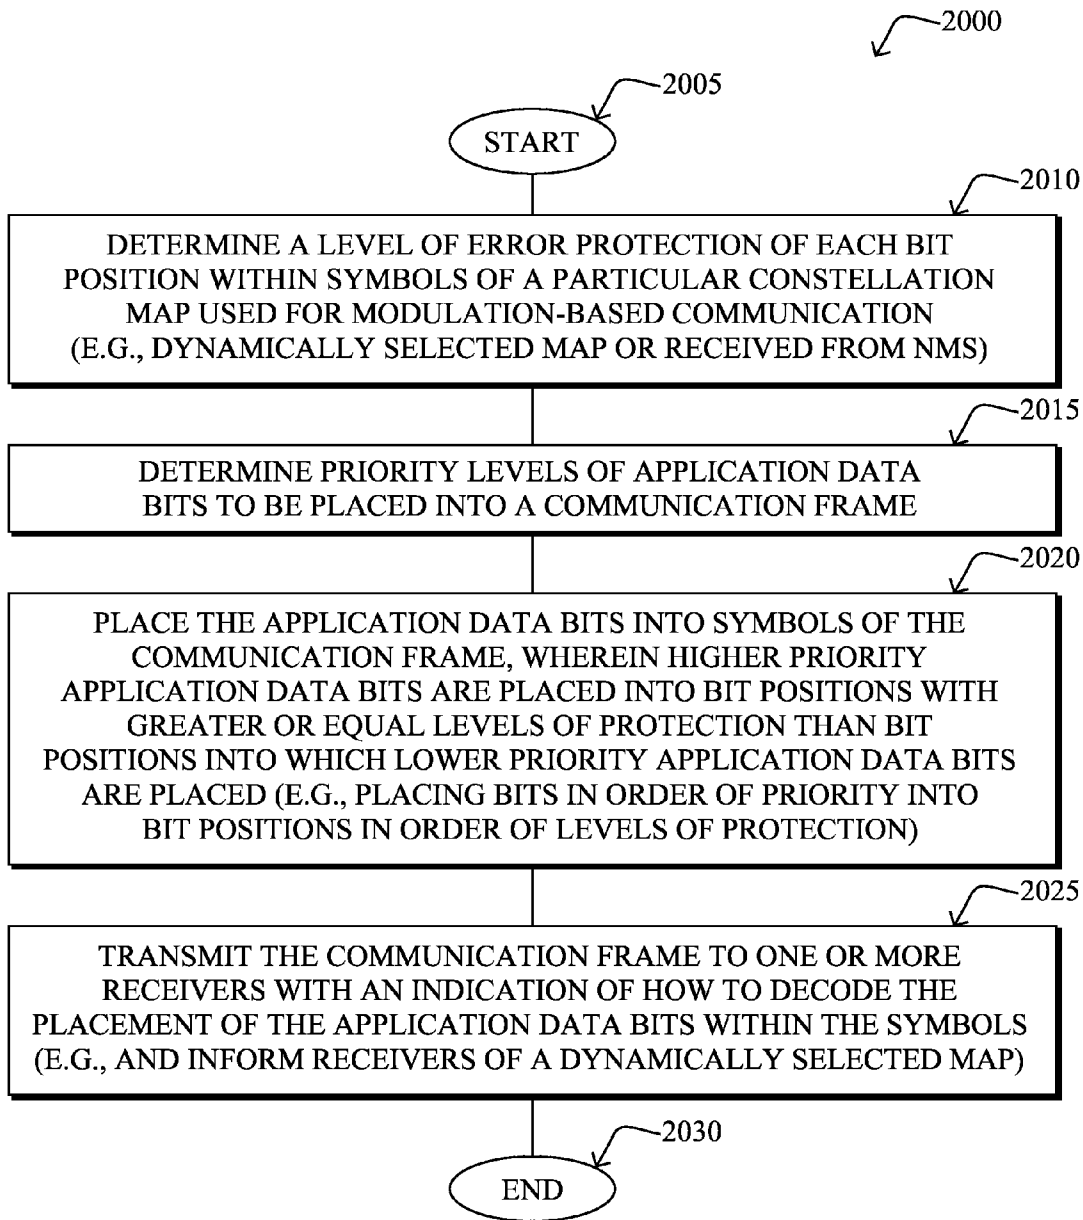 2000
2005
START
2010
DETERMINE A LEVEL OF ERROR PROTECTION OF EACH BIT
POSITION WITHIN SYMBOLS OF A PARTICULAR CONSTELLATION
MAP USED FOR MODULATION-BASED COMMUNICATION
(E.G., DYNAMICALLY SELECTED MAP OR RECEIVED FROM NMS)
2015
DETERMINE PRIORITY LEVELS OF APPLICATION DATA
BITS TO BE PLACED INTO A COMMUNICATION FRAME
2020
PLACE THE APPLICATION DATA BITS INTO SYMBOLS OF THE
COMMUNICATION FRAME, WHEREIN HIGHER PRIORITY
APPLICATION DATA BITS ARE PLACED INTO BIT POSITIONS WITH
GREATER OR EQUAL LEVELS OF PROTECTION THAN BIT
POSITIONS INTO WHICH LOWER PRIORITY APPLICATION DATA BITS
ARE PLACED (E.G., PLACING BITS IN ORDER OF PRIORITY INTO
BIT POSITIONS IN ORDER OF LEVELS OF PROTECTION)
2025
TRANSMIT THE COMMUNICATION FRAME TO ONE OR MORE
RECEIVERS WITH AN INDICATION OF HOW TO DECODE THE
PLACEMENT OF THE APPLICATION DATA BITS WITHIN THE SYMBOLS
(E.G., AND INFORM RECEIVERS OF A DYNAMICALLY SELECTED MAP)
2030
END